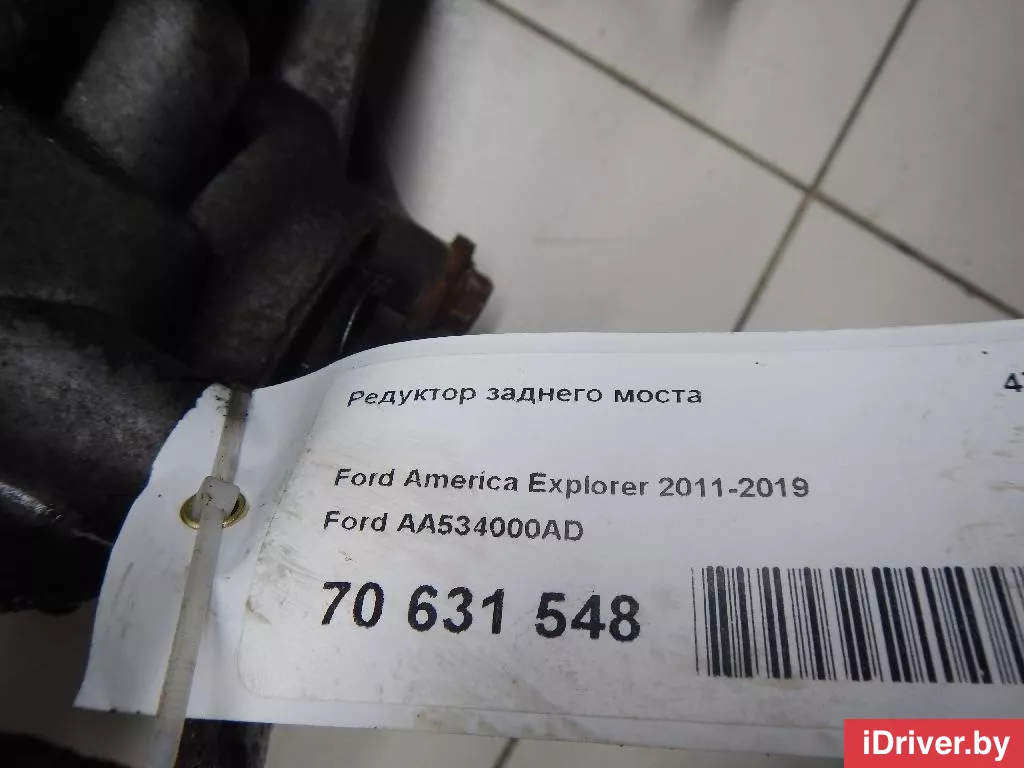 Редуктор заднего моста
Ford America Explorer 2011-2019
Ford AA534000AD
70 631 548
iDriver.by